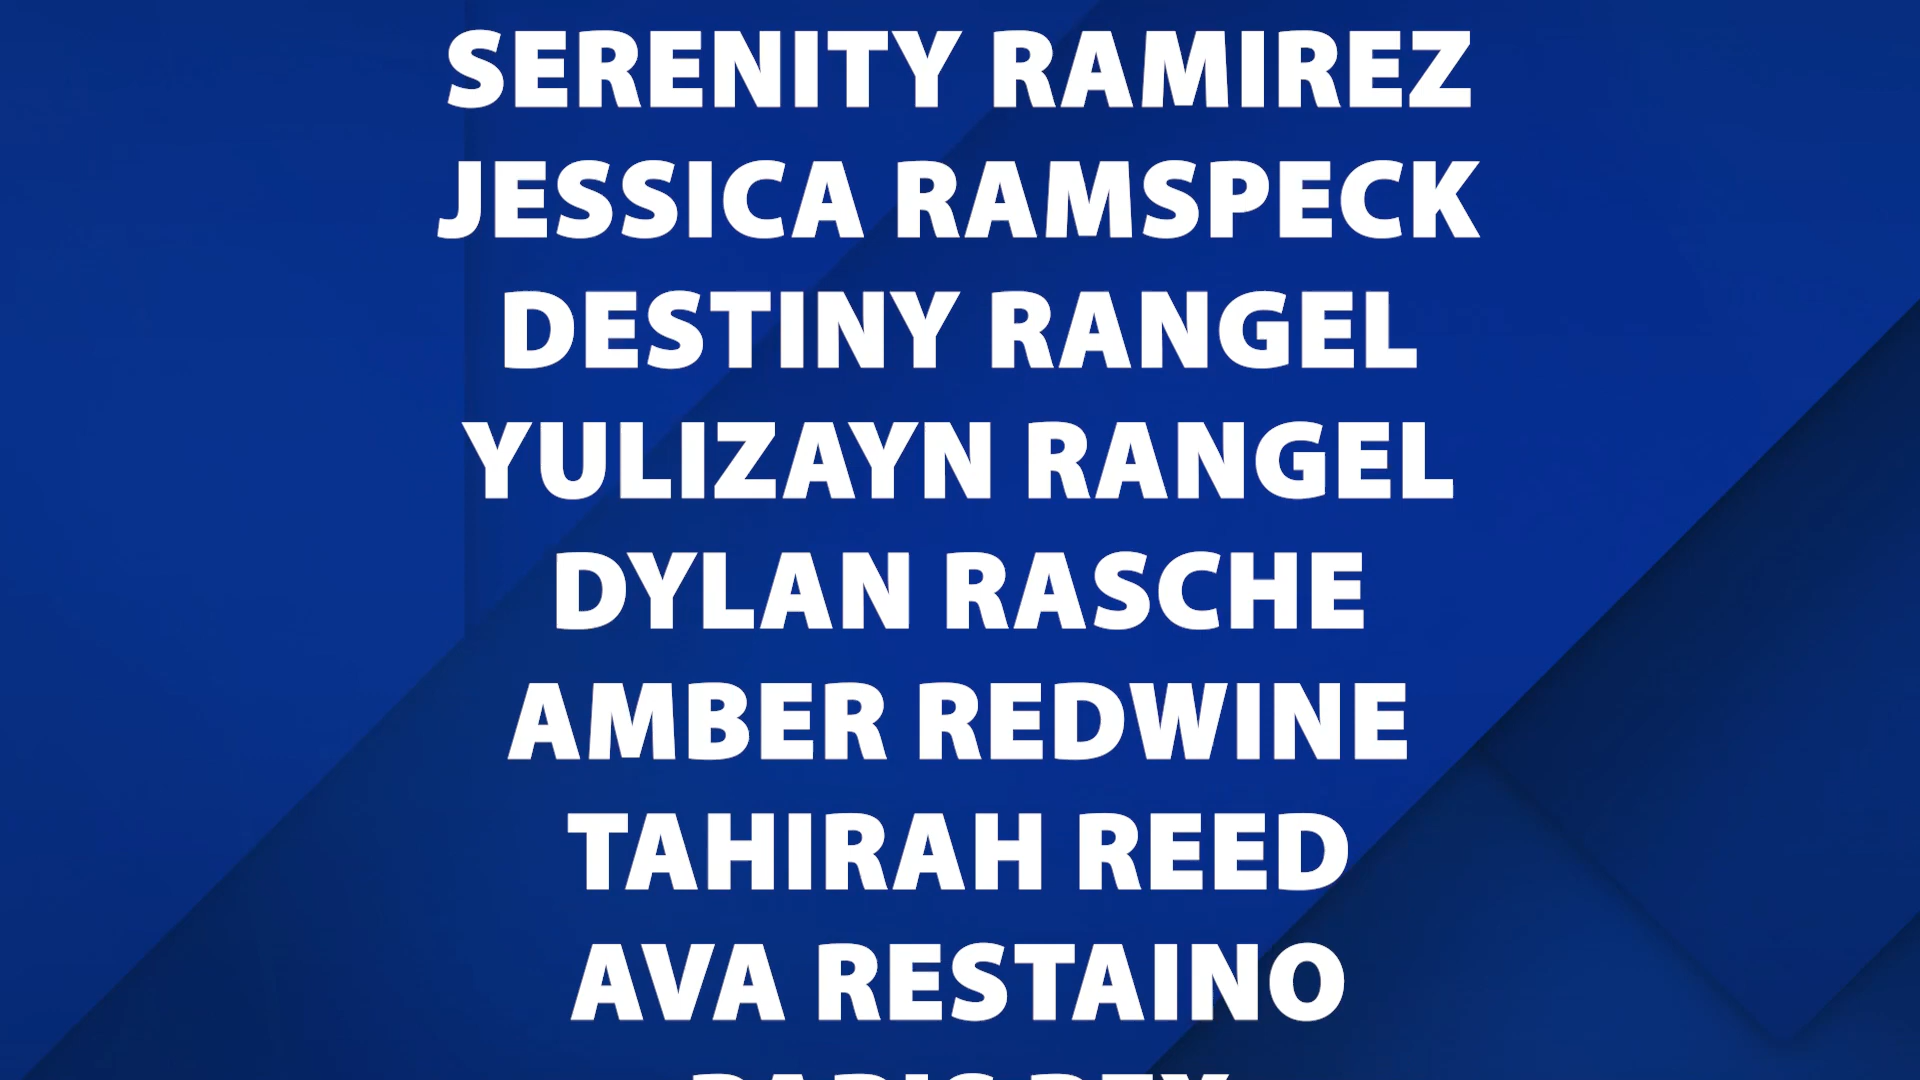 SERENITY RAMIREZ
JESSICA RAMSPECK
DESTINY RANGEL
YULIZAYN RANGEL
DYLAN RASCHE
AMBER REDWINE
TAHIRAH REED
AVA RESTAINO